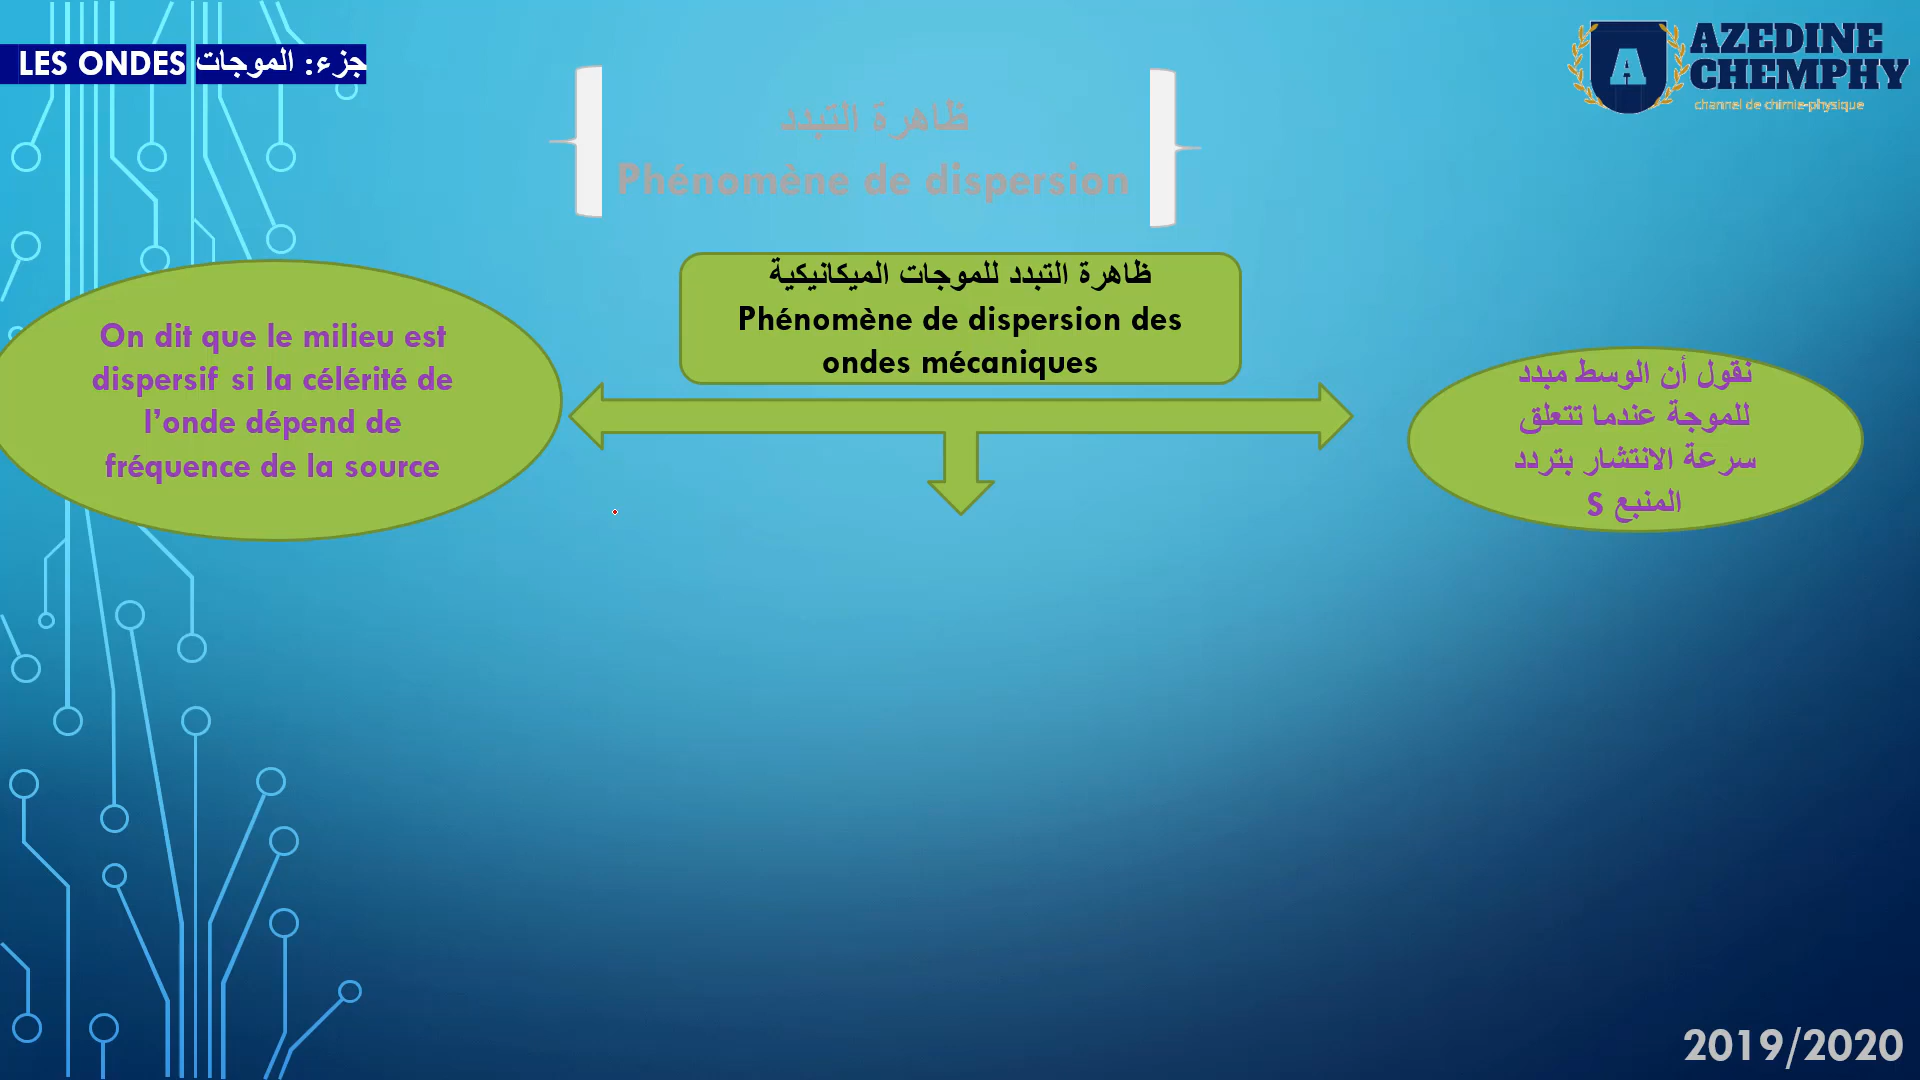 LES ONDES جزء: الموجات
AZEDINE
CHEMPHY
channel de chimie-physique
ظاهرة التبدد
Phénomène de dispersion
ظاهرة التبدد للموجات الميكانيكية
Phénomène de dispersion des
ondes mécaniques
On dit que le milieu est
dispersif si la célérité de
l’onde dépend de
fréquence de la source
نقول أن الوسط مبدد
للموجة عندما تتعلق
سرعة الانتشار بتردد
المنبع S
2019/2020